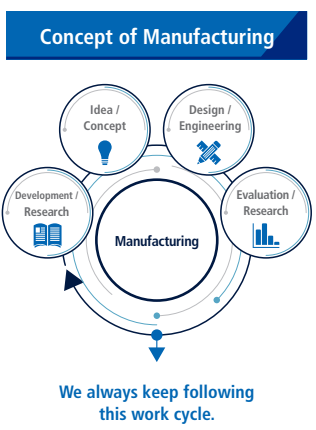 Concept of Manufacturing
Idea /
Concept
Design /
Engineering
Development /
Research
Evaluation /
Research
Manufacturing
We always keep following
this work cycle.